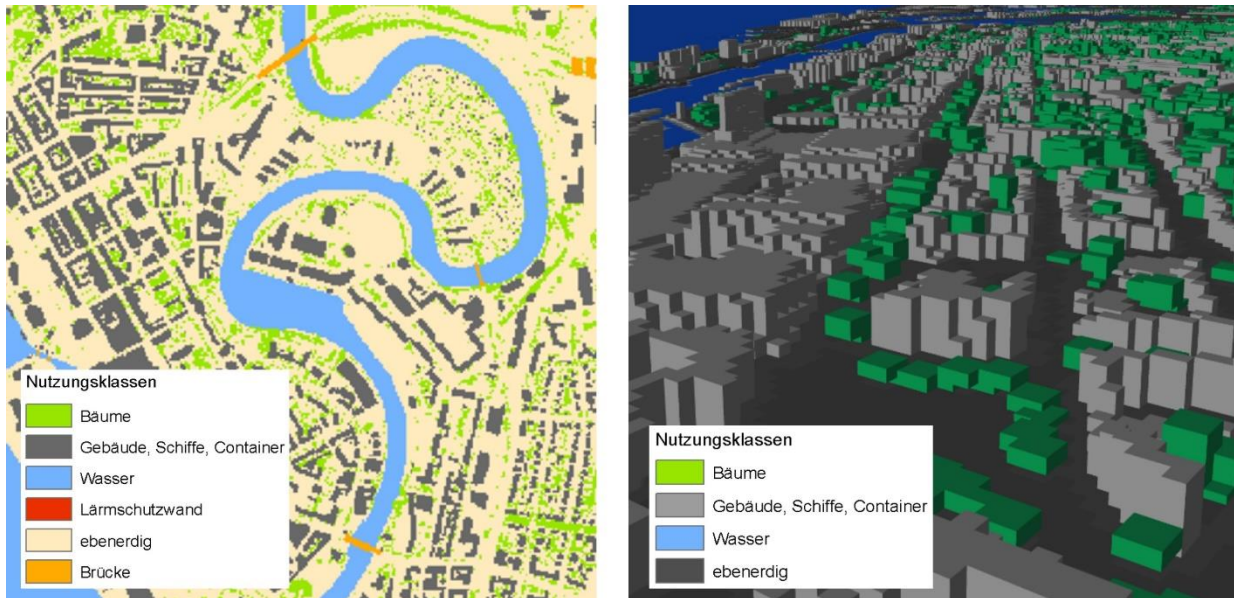 Nutzungsklassen
Bäume
Gebäude, Schiffe, Container
Wasser
Lärmschutzwand
ebenerdig
Brücke
Nutzungsklassen
Bäume
Gebäude, Schiffe, Container
Wasser
ebenerdig